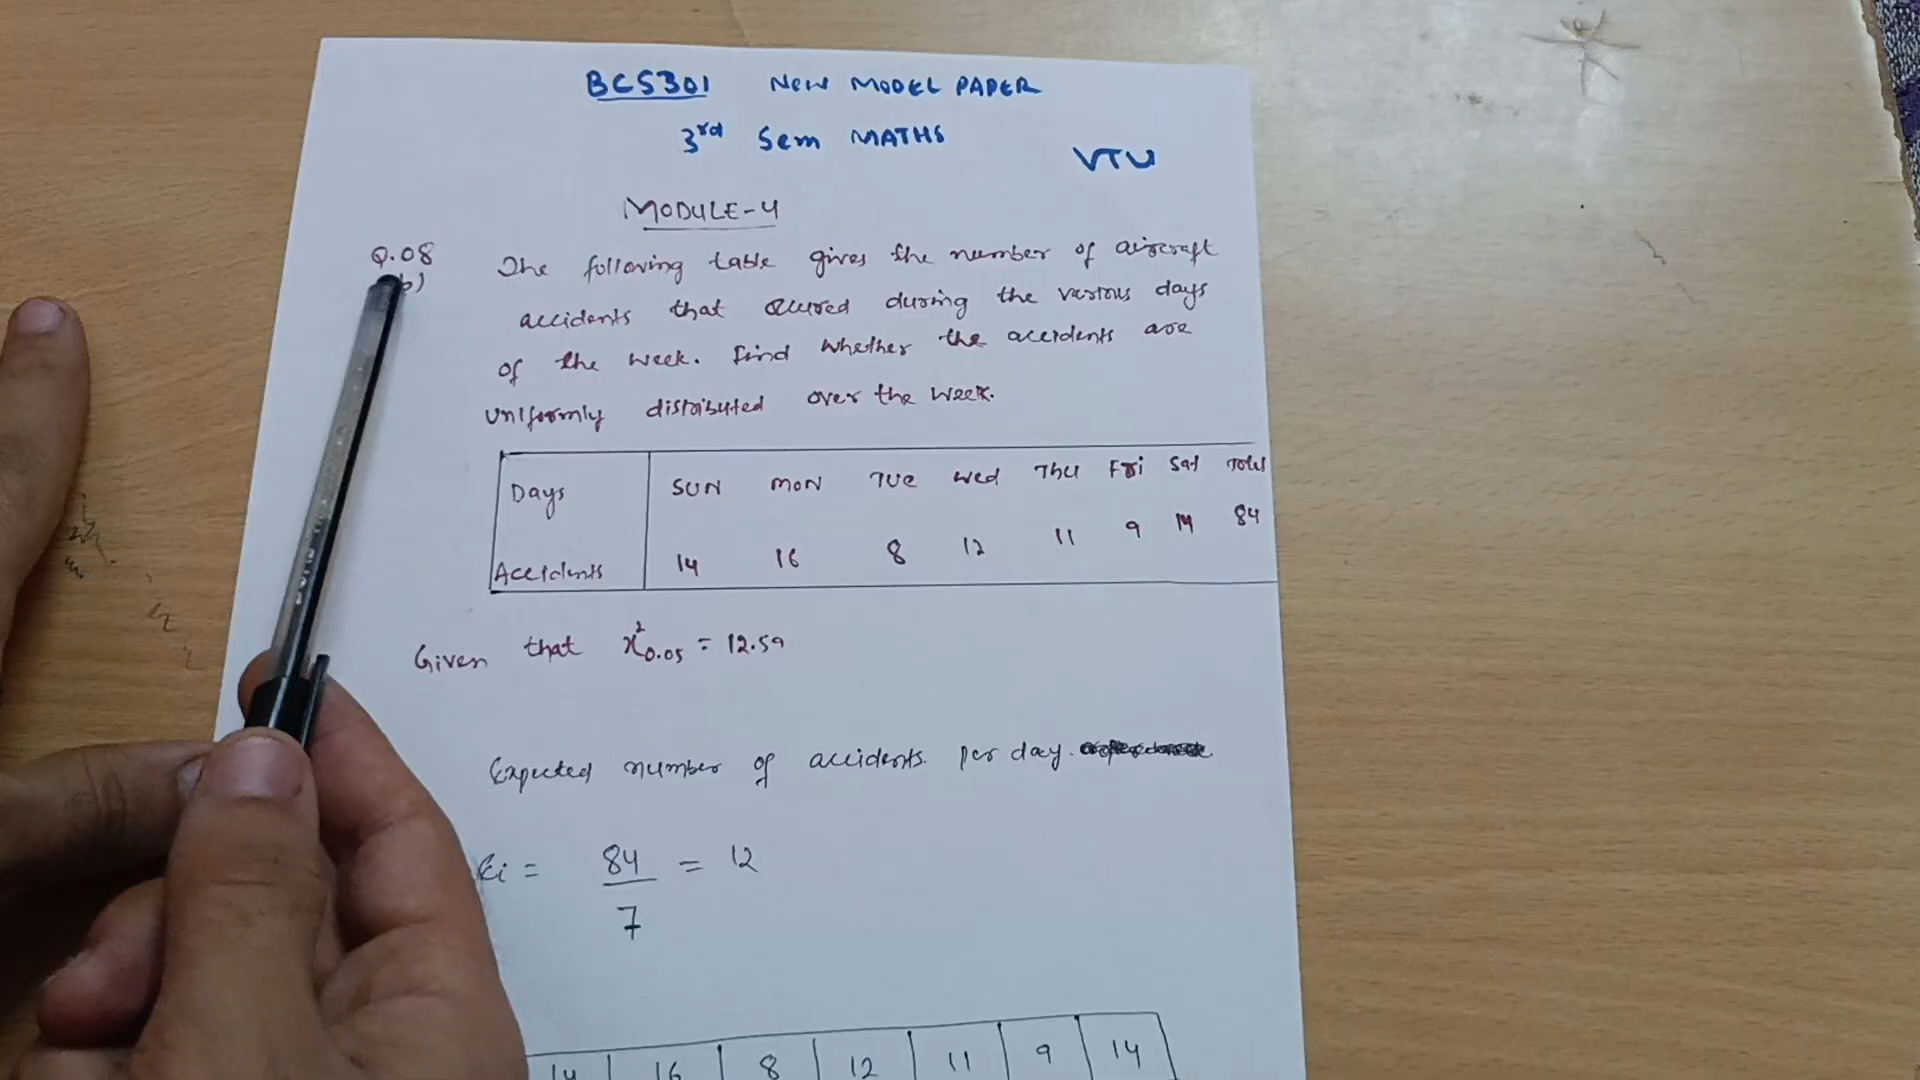 BCS301 NEW MODEL PAPER
3rd Sem MATHS
VTU
MODULE-4
Q.08
b)
The following table gives the number of aircraft
accidents that occured during the various days
of the week. Find whether the accidents are
uniformly distributed over the week.
Days SUN MON TUE Wed Thu Fri Sat Total
Accidents 14 16 8 12 11 9 14 84
Given that x²0.05 = 12.59
Expected number of accidents. per day.
Ei = 84/7 = 12
14 16 8 12 11 9 14